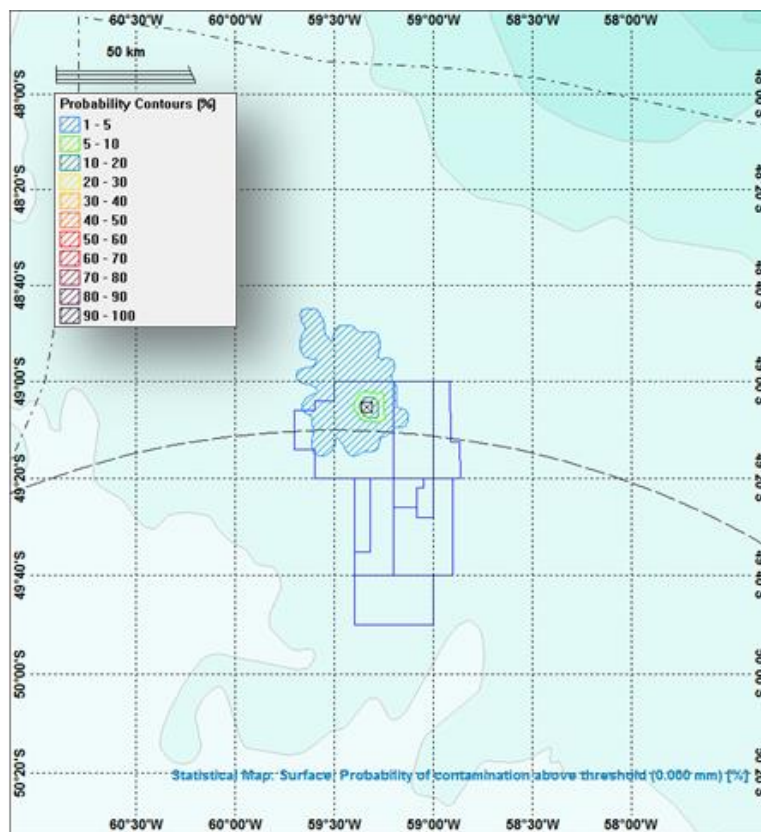 60°30'W 60°00'W 59°30'W 59°00'W 58°30'W 58°00'W
50 km
Probability Contours [%]
1 - 5
5 - 10
10 - 20
20 - 30
30 - 40
40 - 50
50 - 60
60 - 70
70 - 80
80 - 90
90 - 100
48°00'S
48°20'S
48°40'S
49°00'S
49°20'S
49°40'S
50°00'S
50°20'S
Statistical Map: Surface, Probability of contamination above threshold (0.000 mm) [%]
60°30'W 60°00'W 59°30'W 59°00'W 58°30'W 58°00'W